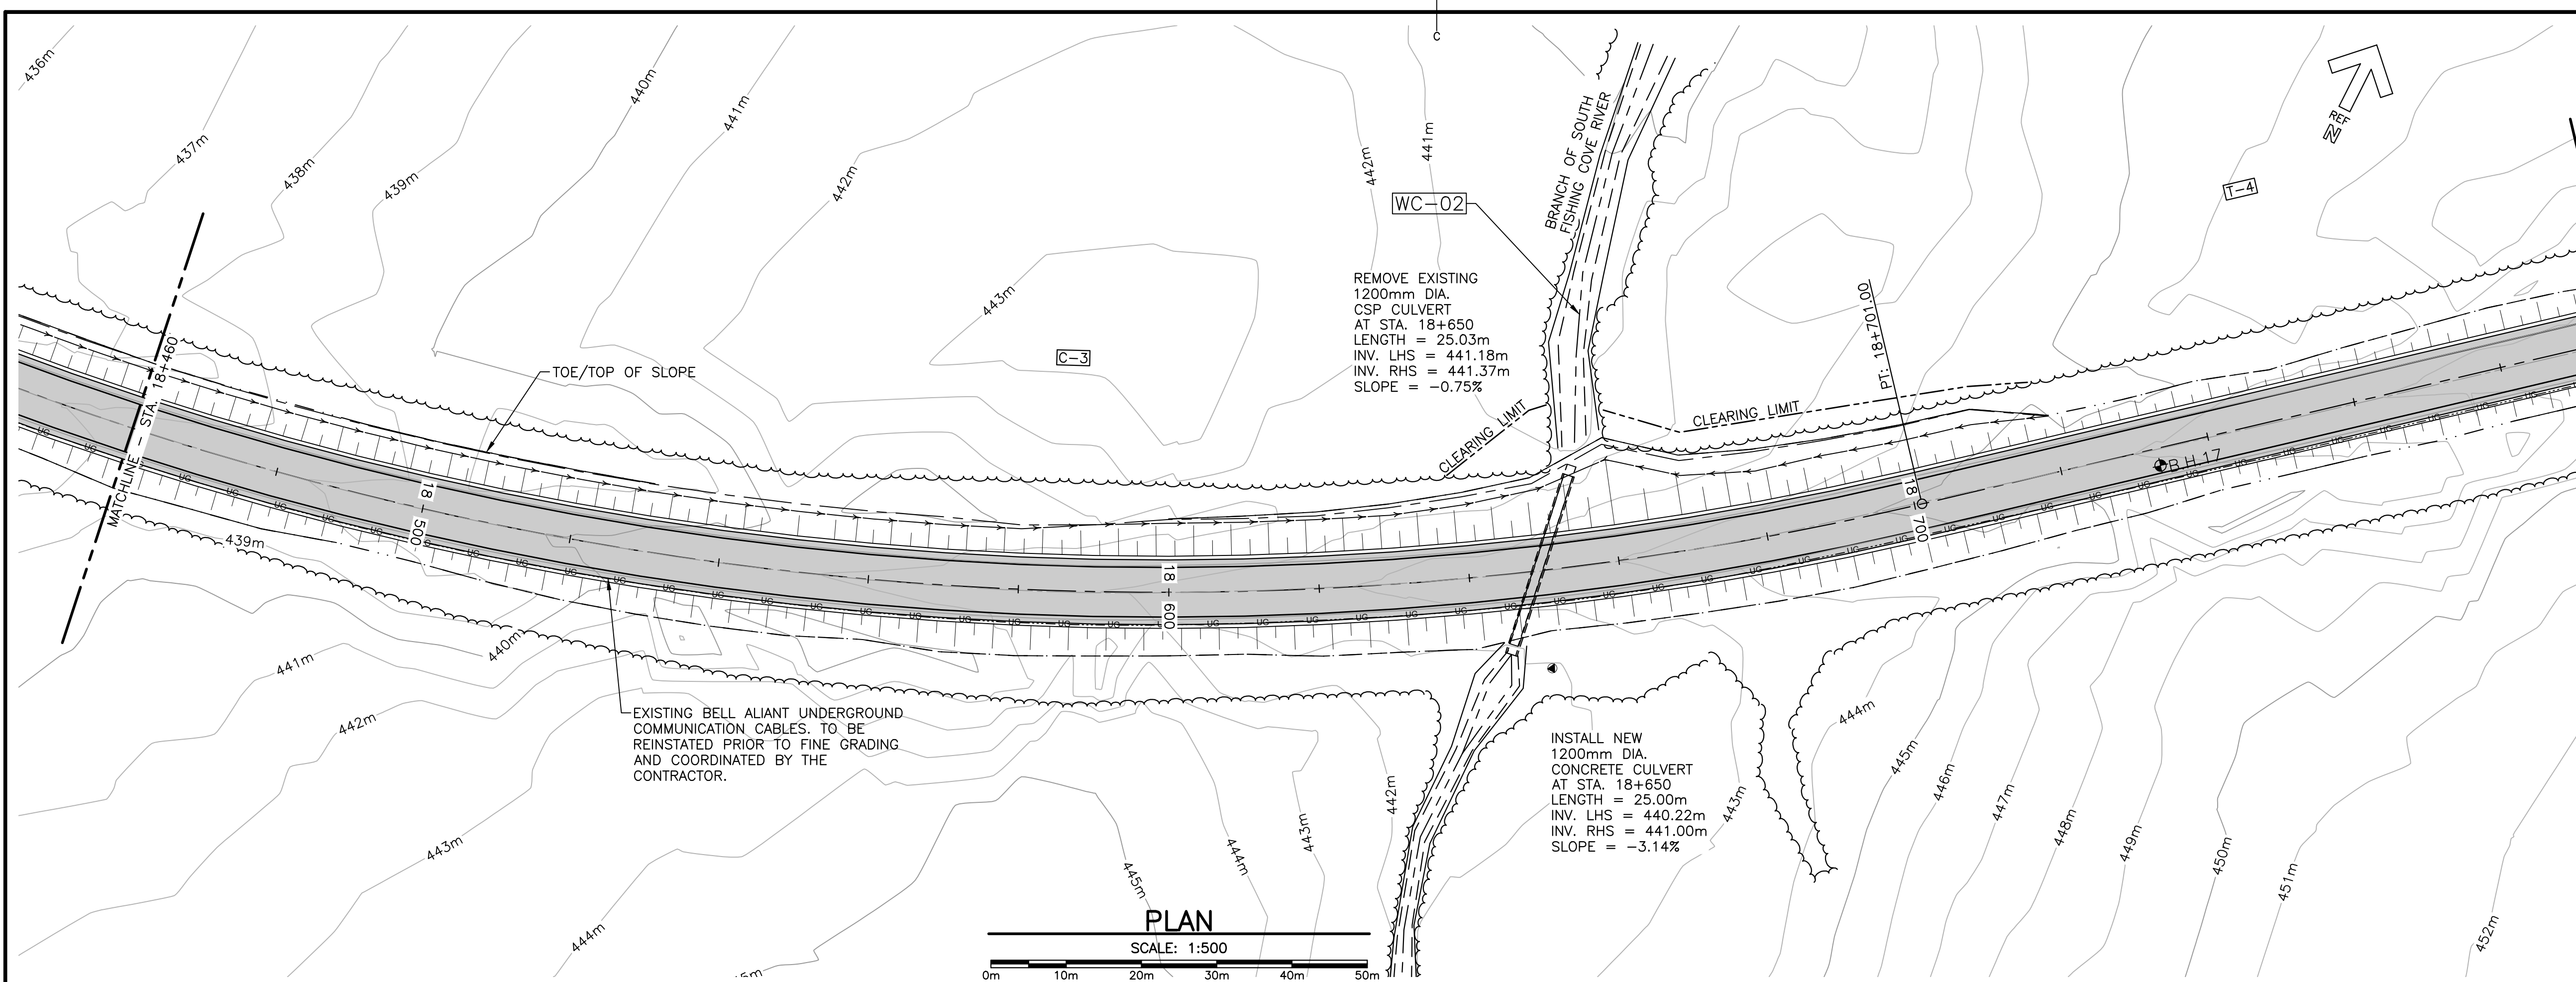 C
436m
437m
438m
439m
440m
441m
442m
443m
442m
441m
C-3
T-4
BRANCH OF SOUTH
FISHING COVE RIVER
WC-02
REF
N
REMOVE EXISTING
1200mm DIA.
CSP CULVERT
AT STA. 18+650
LENGTH = 25.03m
INV. LHS = 441.18m
INV. RHS = 441.37m
SLOPE = -0.75%
PT: 18+701.00
MATCHLINE - STA. 18+460
TOE/TOP OF SLOPE
CLEARING LIMIT
CLEARING LIMIT
B.H.17
18
500
18
600
18
700
UG
439m
440m
441m
442m
443m
444m
445m
444m
443m
442m
443m
444m
445m
446m
447m
448m
449m
450m
451m
452m
EXISTING BELL ALIANT UNDERGROUND
COMMUNICATION CABLES. TO BE
REINSTATED PRIOR TO FINE GRADING
AND COORDINATED BY THE
CONTRACTOR.
INSTALL NEW
1200mm DIA.
CONCRETE CULVERT
AT STA. 18+650
LENGTH = 25.00m
INV. LHS = 440.22m
INV. RHS = 441.00m
SLOPE = -3.14%
PLAN
SCALE: 1:500
0m 10m 20m 30m 40m 50m